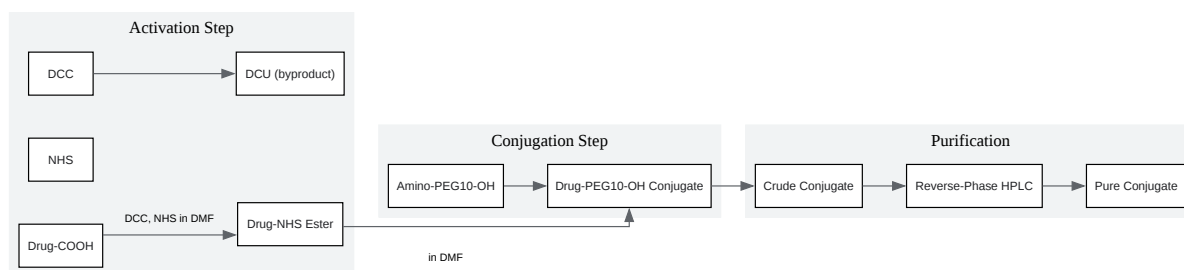 Activation Step
DCC
DCU (byproduct)
NHS
DCC, NHS in DMF
Drug-NHS Ester
Drug-COOH
Conjugation Step
Amino-PEG10-OH
Drug-PEG10-OH Conjugate
in DMF
Purification
Crude Conjugate
Reverse-Phase HPLC
Pure Conjugate